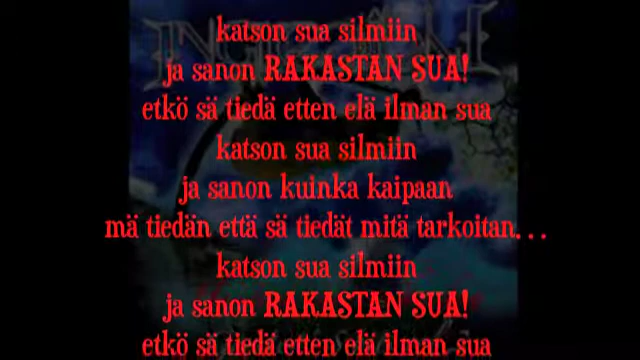 katson sua silmiin
ja sanon RAKASTAN SUA!
etkö sä tiedä etten elä ilman sua
katson sua silmiin
ja sanon kuinka kaipaan
mä tiedän että sä tiedät mitä tarkoitan...
katson sua silmiin
ja sanon RAKASTAN SUA!
etkö sä tiedä etten elä ilman sua